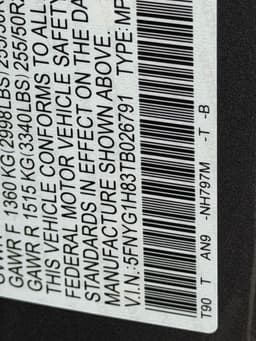 GAWR F 1360 KG(2998LBS) 255/50R
GAWR R 1515 KG(3340LBS) 255/50R2
THIS VEHICLE CONFORMS TO ALL
FEDERAL MOTOR VEHICLE SAFETY
STANDARDS IN EFFECT ON THE DA
MANUFACTURE SHOWN ABOVE.
V.I.N.:5FNYG1H83TB026791 TYPE:MP
T90 T AN9 -NH797M -T -B